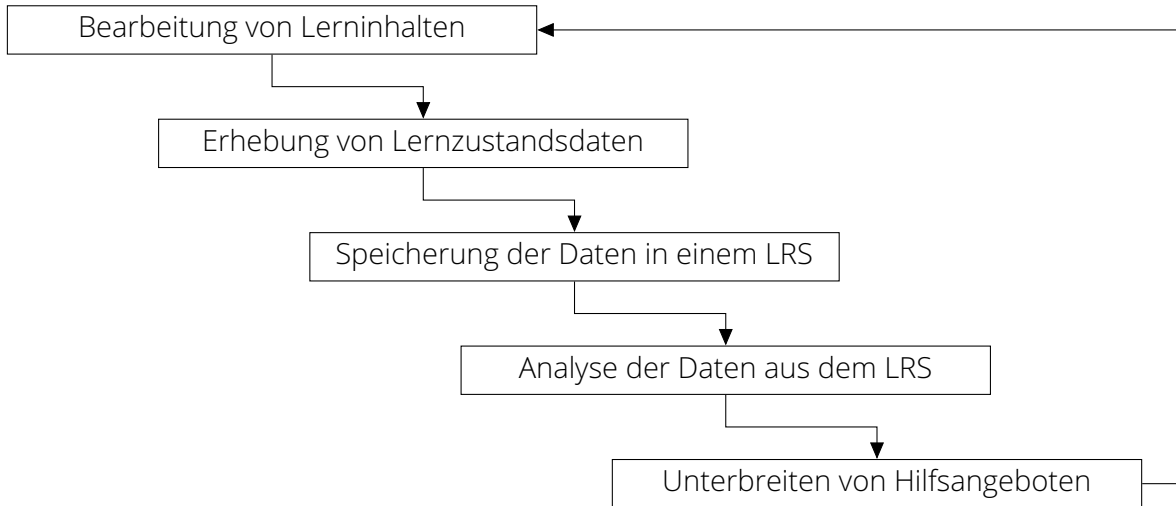 Bearbeitung von Lerninhalten
Erhebung von Lernzustandsdaten
Speicherung der Daten in einem LRS
Analyse der Daten aus dem LRS
Unterbreiten von Hilfsangeboten